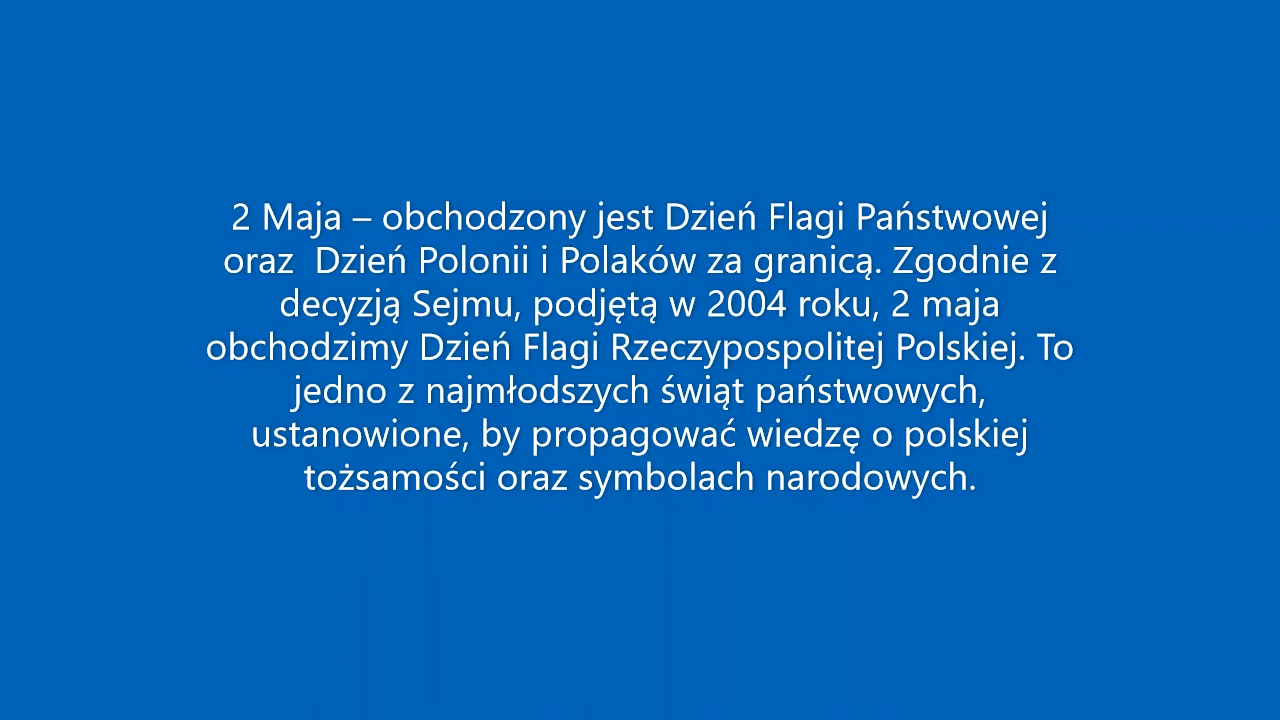 2 Maja – obchodzony jest Dzień Flagi Państwowej
oraz  Dzień Polonii i Polaków za granicą. Zgodnie z
decyzją Sejmu, podjętą w 2004 roku, 2 maja
obchodzimy Dzień Flagi Rzeczypospolitej Polskiej. To
jedno z najmłodszych świąt państwowych,
ustanowione, by propagować wiedzę o polskiej
tożsamości oraz symbolach narodowych.